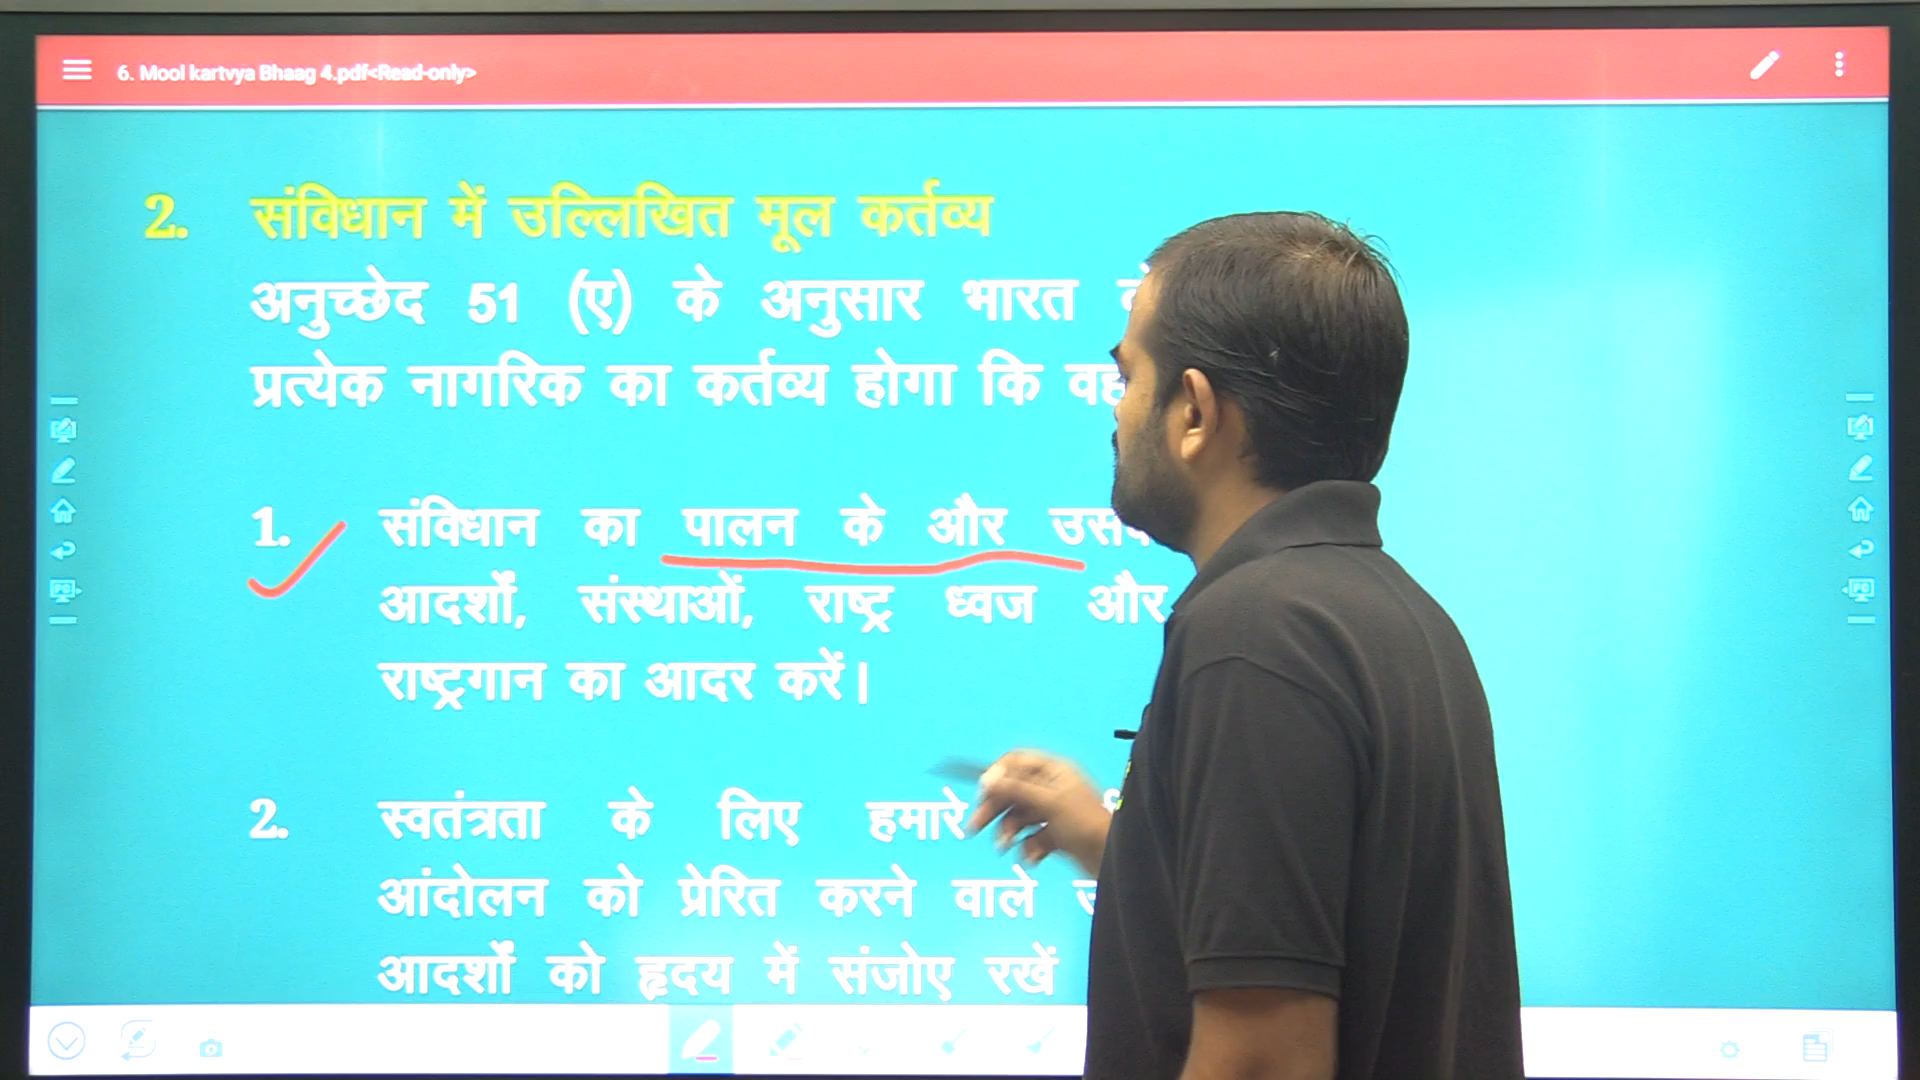 6. Mool kartvya Bhaag 4.pdf<Read-only>
2. संविधान में उल्लिखित मूल कर्तव्य
अनुच्छेद 51 (ए) के अनुसार भारत
प्रत्येक नागरिक का कर्तव्य होगा कि वह
1. संविधान का पालन के और
आदर्शों, संस्थाओं, राष्ट्र ध्वज और
राष्ट्रगान का आदर करें।
2. स्वतंत्रता के लिए हमारे
आंदोलन को प्रेरित करने वाले
आदर्शों को हृदय में संजोए रखें